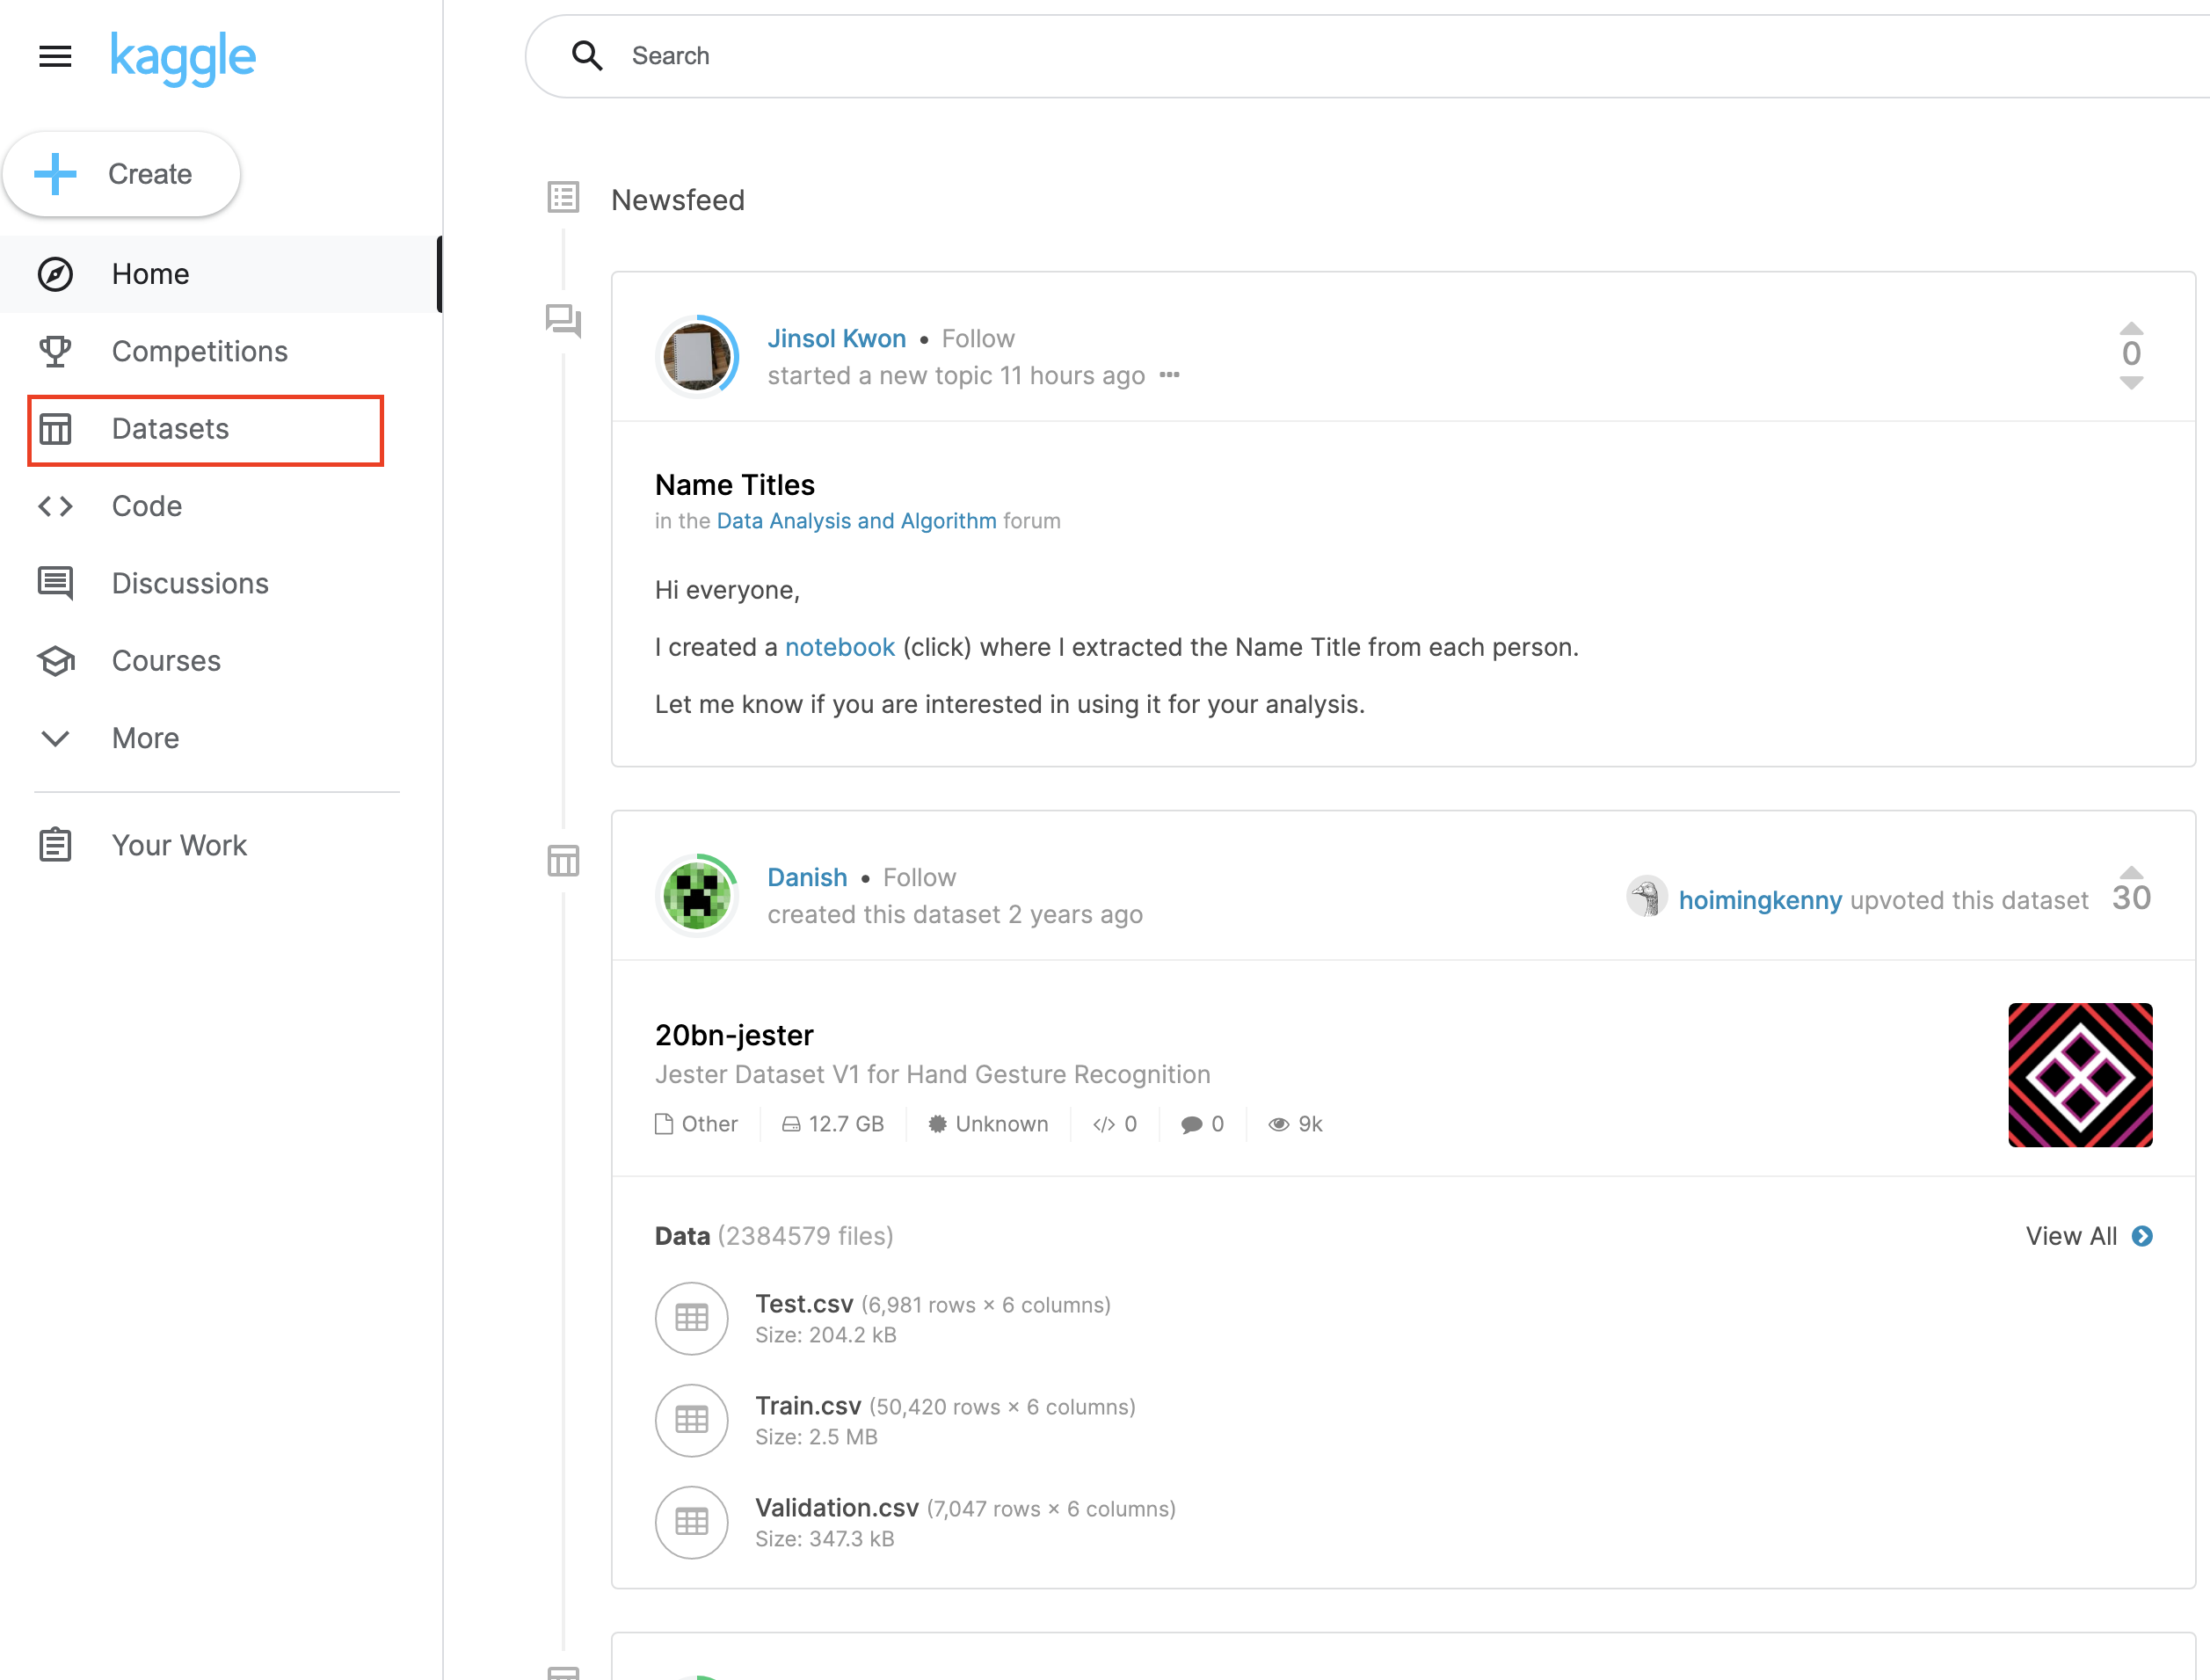 kaggle
Search
Create
Home
Competitions
Datasets
Code
Discussions
Courses
More
Your Work
Newsfeed
Jinsol Kwon • Follow
started a new topic 11 hours ago •••
0
Name Titles
in the Data Analysis and Algorithm forum
Hi everyone,
I created a notebook (click) where I extracted the Name Title from each person.
Let me know if you are interested in using it for your analysis.
Danish • Follow
created this dataset 2 years ago
hoimingkenny upvoted this dataset
30
20bn-jester
Jester Dataset V1 for Hand Gesture Recognition
Other 12.7 GB Unknown </> 0 0 9k
Data (2384579 files)
View All
Test.csv (6,981 rows × 6 columns)
Size: 204.2 kB
Train.csv (50,420 rows × 6 columns)
Size: 2.5 MB
Validation.csv (7,047 rows × 6 columns)
Size: 347.3 kB